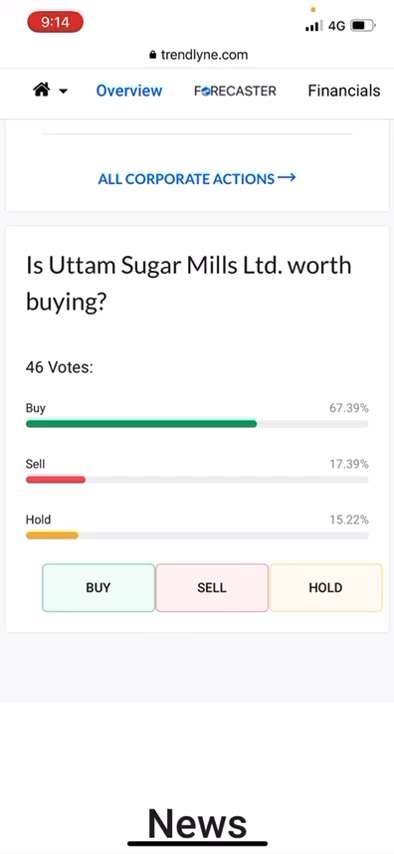 9:14
4G
trendlyne.com
Overview
FORECASTER
Financials
ALL CORPORATE ACTIONS
Is Uttam Sugar Mills Ltd. worth
buying?
46 Votes:
Buy 67.39%
Sell 17.39%
Hold 15.22%
BUY
SELL
HOLD
News